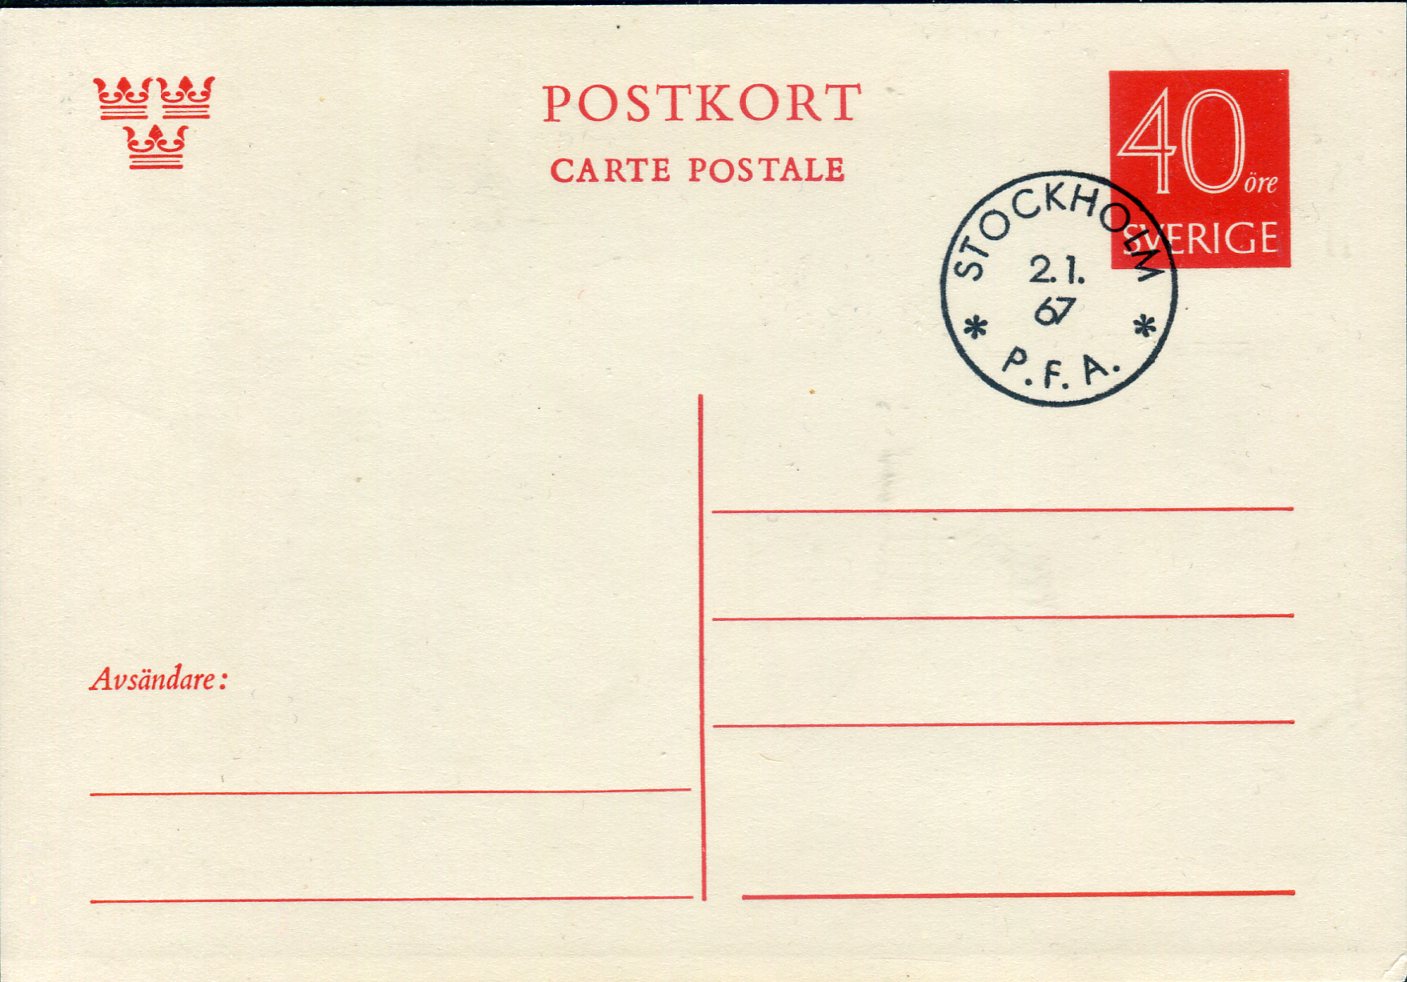 POSTKORT
CARTE POSTALE
40 öre
SVERIGE
STOCKHOLM
2.1.
67
* P.F.A. *
Avsändare: